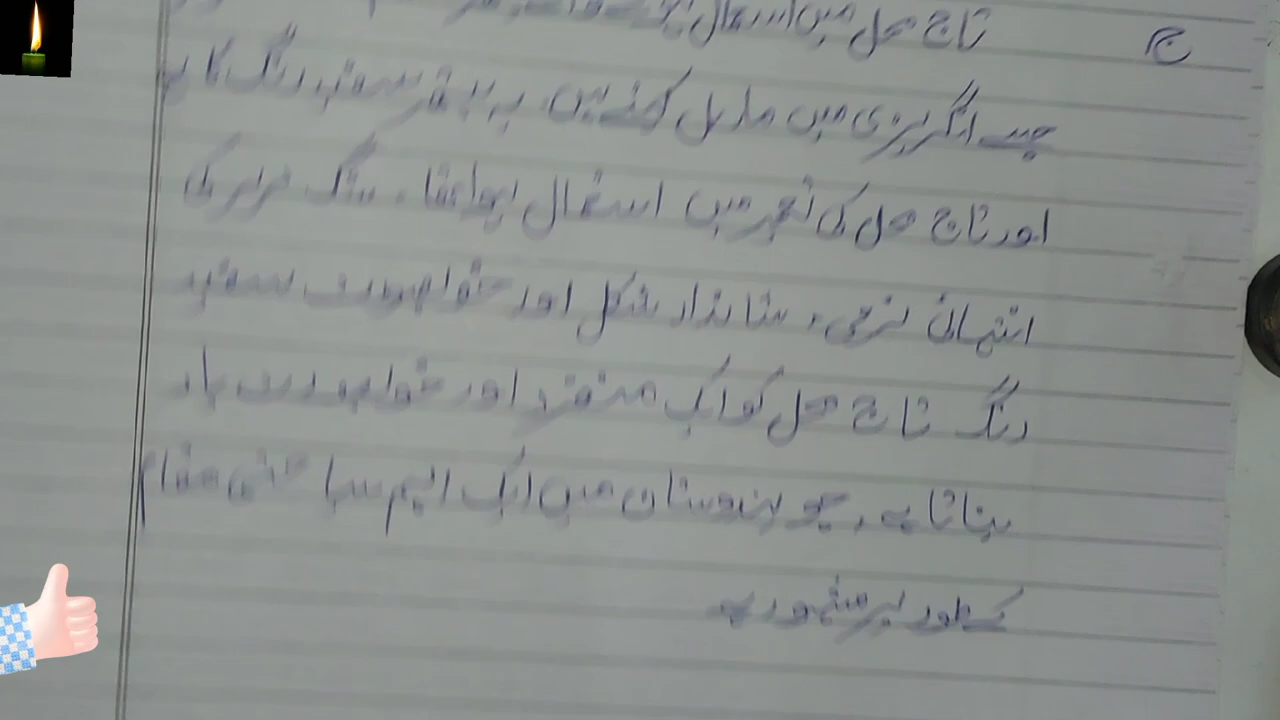 ج تاج محل میں استعمال
جسے انگریزی میں ماربل کہتے ہیں۔ یہ پتھر سفید رنگ کا ہے
اور تاج محل کی تعمیر میں استعمال ہوا تھا۔ سنگ مرمر کی
انتہائی نرمی، شاندار شکل اور خوبصورت سفید
رنگ تاج محل کو ایک منفرد اور خوبصورت یاد
بناتا ہے، جو ہندوستان میں ایک اہم سیاحتی مقام
کے طور پر مشہور ہے